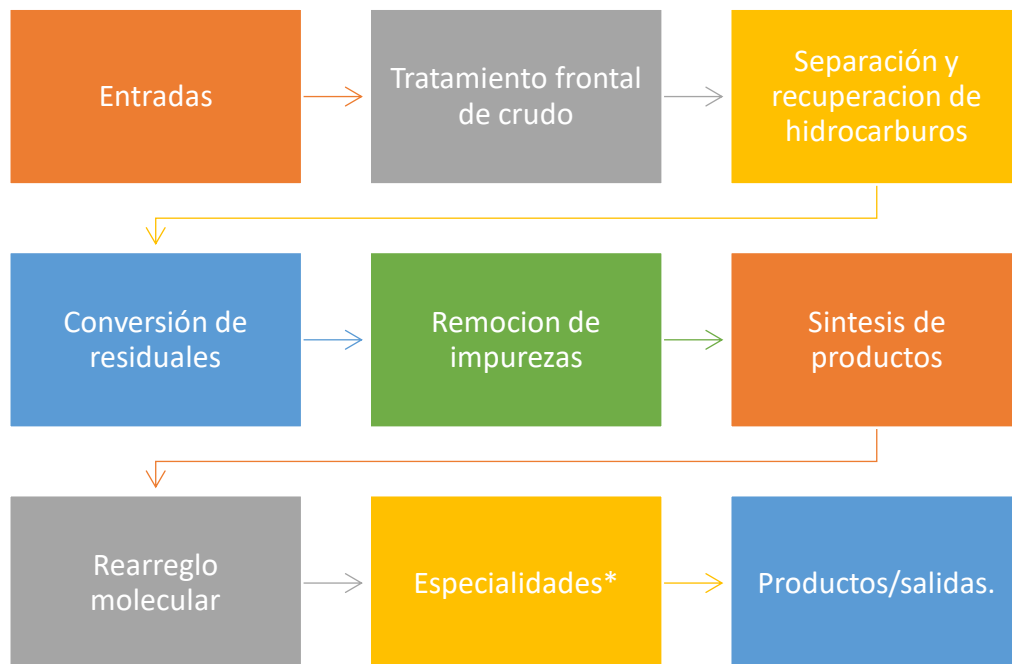 Entradas
Tratamiento frontal
de crudo
Separación y
recuperacion de
hidrocarburos
Conversión de
residuales
Remocion de
impurezas
Sintesis de
productos
Rearreglo
molecular
Especialidades*
Productos/salidas.